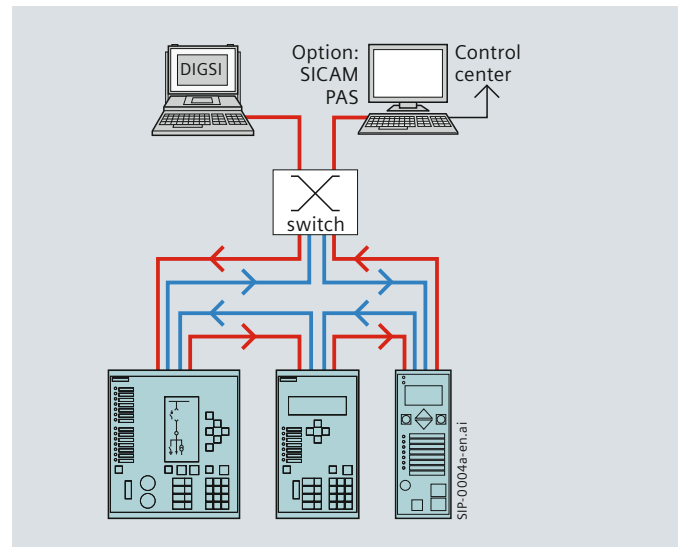 DIGSI
Option:
SICAM
PAS
Control
center
switch
SIP-0004a-en.ai